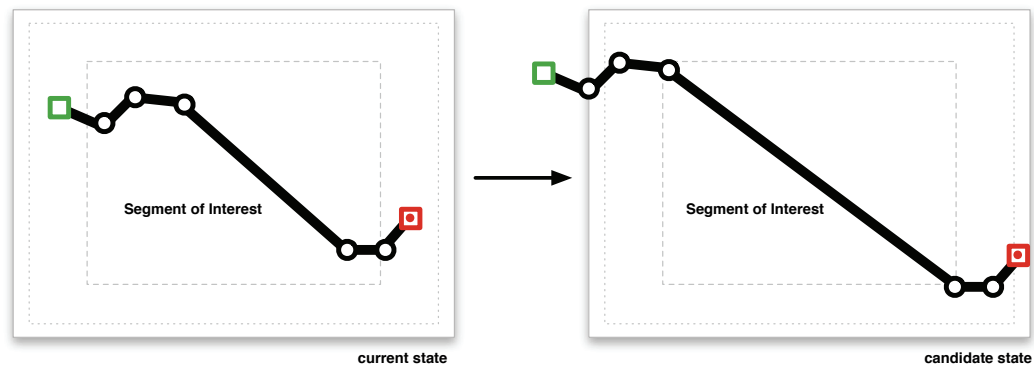 Segment of Interest
current state
Segment of Interest
candidate state